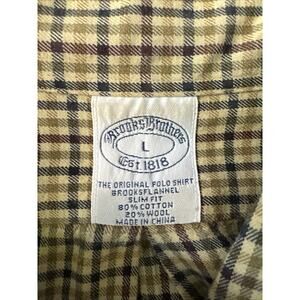 Brooks Brothers
L
Est. 1818
THE ORIGINAL POLO SHIRT
BROOKSFLANNEL
SLIM FIT
80% COTTON
20% WOOL
MADE IN CHINA